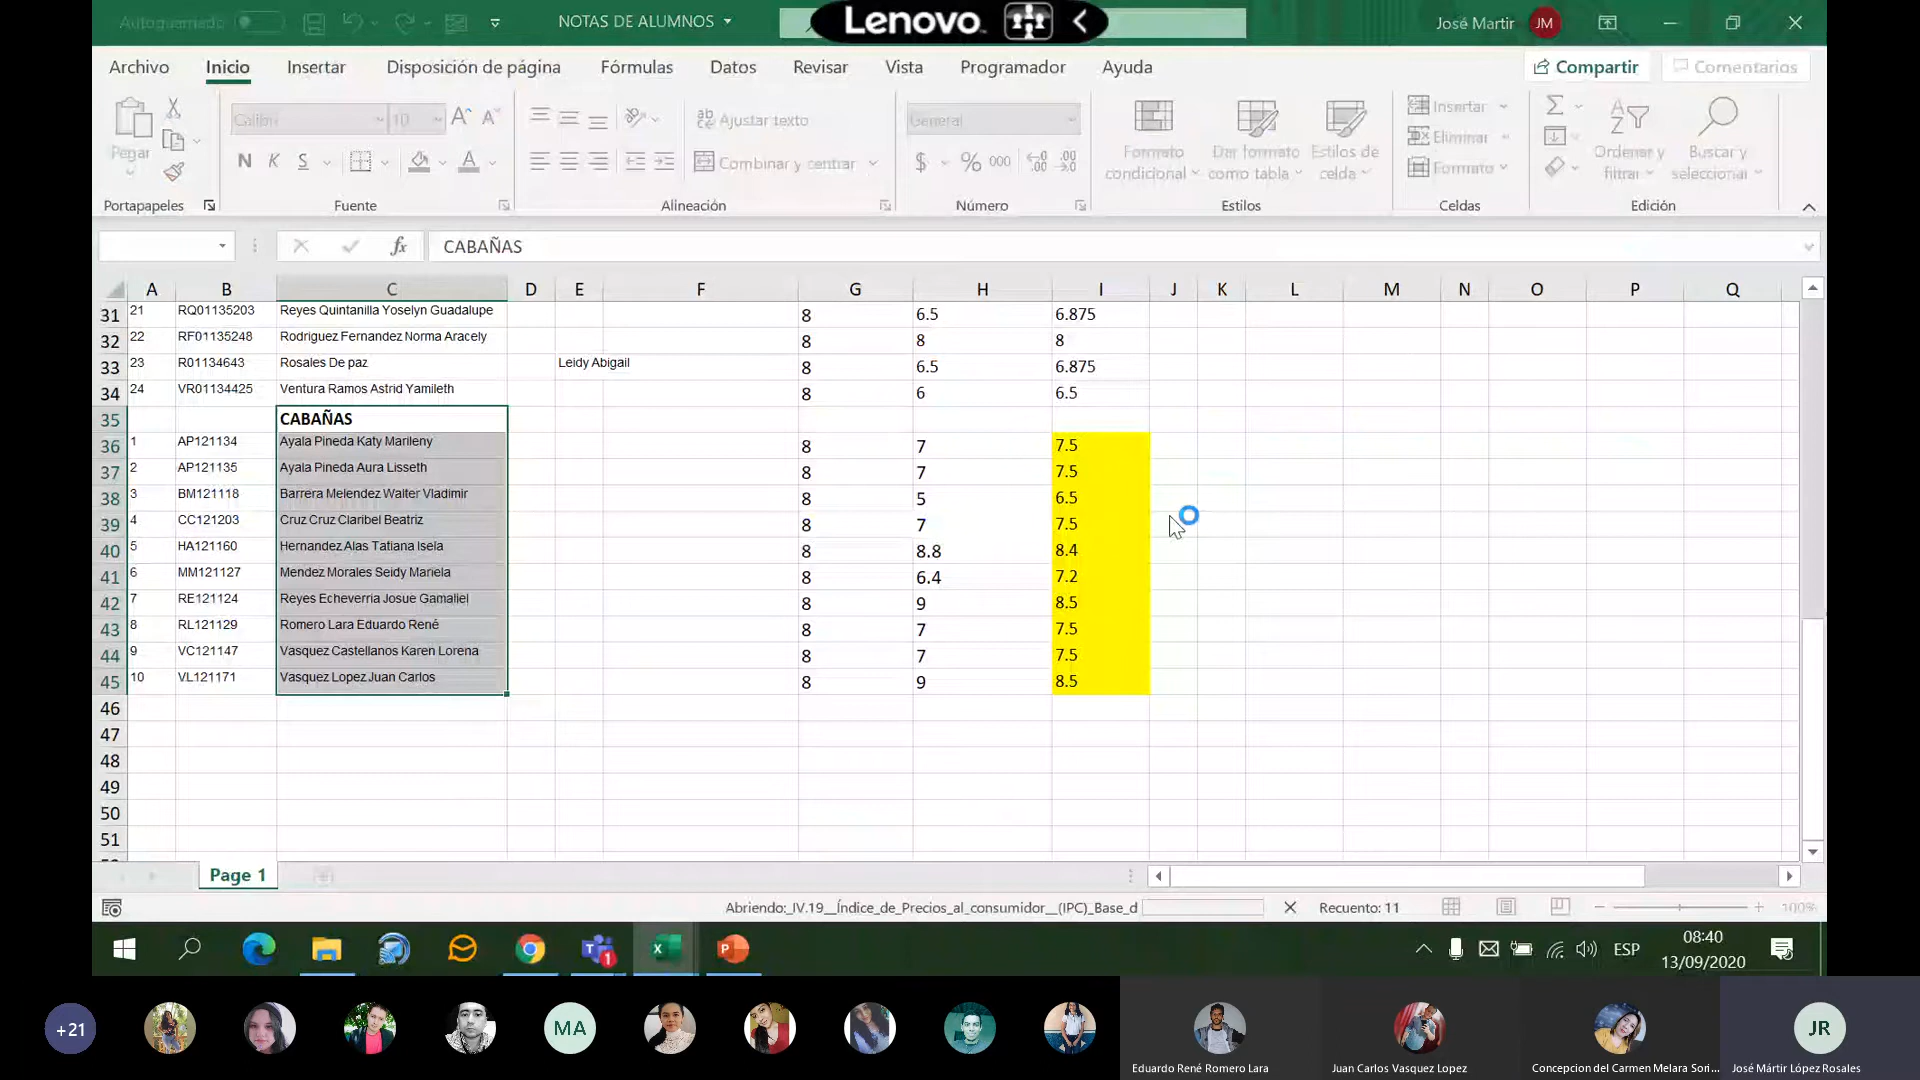 Autoguardado
NOTAS DE ALUMNOS
Lenovo
José Martir
JM
Archivo Inicio Insertar Disposición de página Fórmulas Datos Revisar Vista Programador Ayuda
Compartir
Comentarios
Pegar
Calibri 10
N K S
Ajustar texto
Combinar y centrar
General
$ % 000
Formato condicional
Dar formato como tabla
Estilos de celda
Insertar
Eliminar
Formato
Ordenar y filtrar
Buscar y seleccionar
Portapapeles Fuente Alineación Número Estilos Celdas Edición
fx CABAÑAS
A B C D E F G H I J K L M N O P Q
31 21 RQ01135203 Reyes Quintanilla Yoselyn Guadalupe 8 6.5 6.875
32 22 RF01135248 Rodriguez Fernandez Norma Aracely 8 8 8
33 23 R01134643 Rosales De paz Leidy Abigail 8 6.5 6.875
34 24 VR01134425 Ventura Ramos Astrid Yamileth 8 6 6.5
35 CABAÑAS
36 1 AP121134 Ayala Pineda Katy Marileny 8 7 7.5
37 2 AP121135 Ayala Pineda Aura Lisseth 8 7 7.5
38 3 BM121118 Barrera Melendez Walter Vladimir 8 5 6.5
39 4 CC121203 Cruz Cruz Claribel Beatriz 8 7 7.5
40 5 HA121160 Hernandez Alas Tatiana Isela 8 8.8 8.4
41 6 MM121127 Mendez Morales Seidy Mariela 8 6.4 7.2
42 7 RE121124 Reyes Echeverria Josue Gamaliel 8 9 8.5
43 8 RL121129 Romero Lara Eduardo René 8 7 7.5
44 9 VC121147 Vasquez Castellanos Karen Lorena 8 7 7.5
45 10 VL121171 Vasquez Lopez Juan Carlos 8 9 8.5
46
47
48
49
50
51
Page 1
Abriendo:_IV.19__Índice_de_Precios_al_consumidor__(IPC)_Base_d
Recuento: 11
100%
1
ESP
08:40
13/09/2020
+21
MA
JR
Eduardo René Romero Lara
Juan Carlos Vasquez Lopez
Concepcion del Carmen Melara Sori...
José Mártir López Rosales